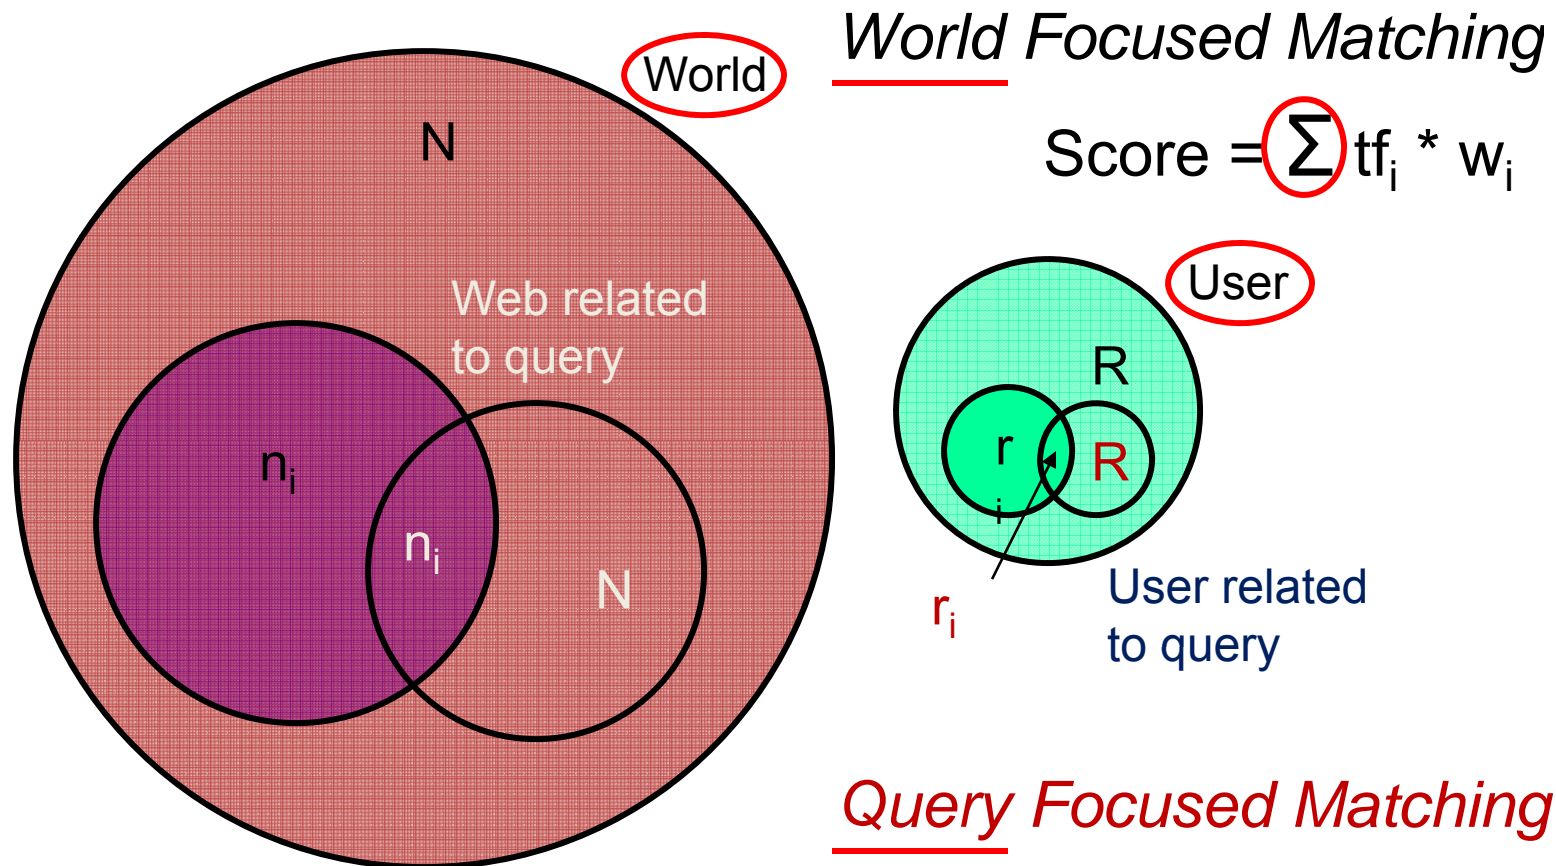 World Focused Matching
World
N
Score = Σ tfᵢ * wᵢ
Web related
to query
User
R
nᵢ
rᵢ
R
nᵢ
N
rᵢ
User related
to query
Query Focused Matching